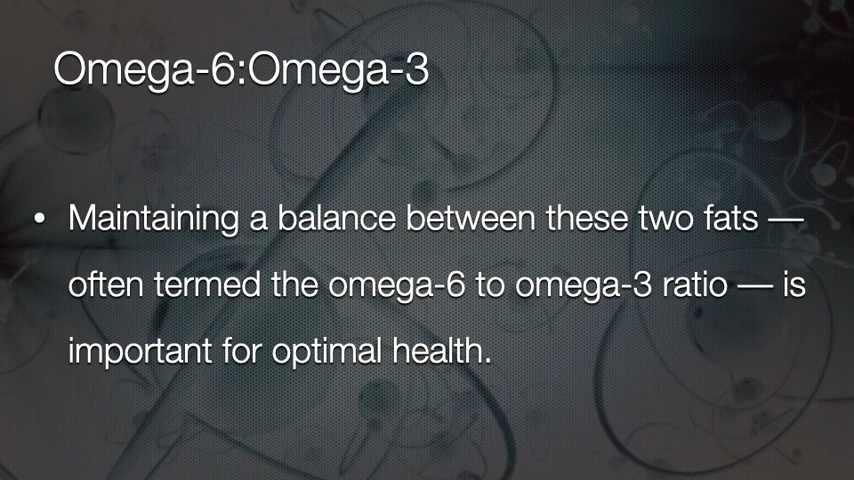 Omega-6:Omega-3
• Maintaining a balance between these two fats —
often termed the omega-6 to omega-3 ratio — is
important for optimal health.